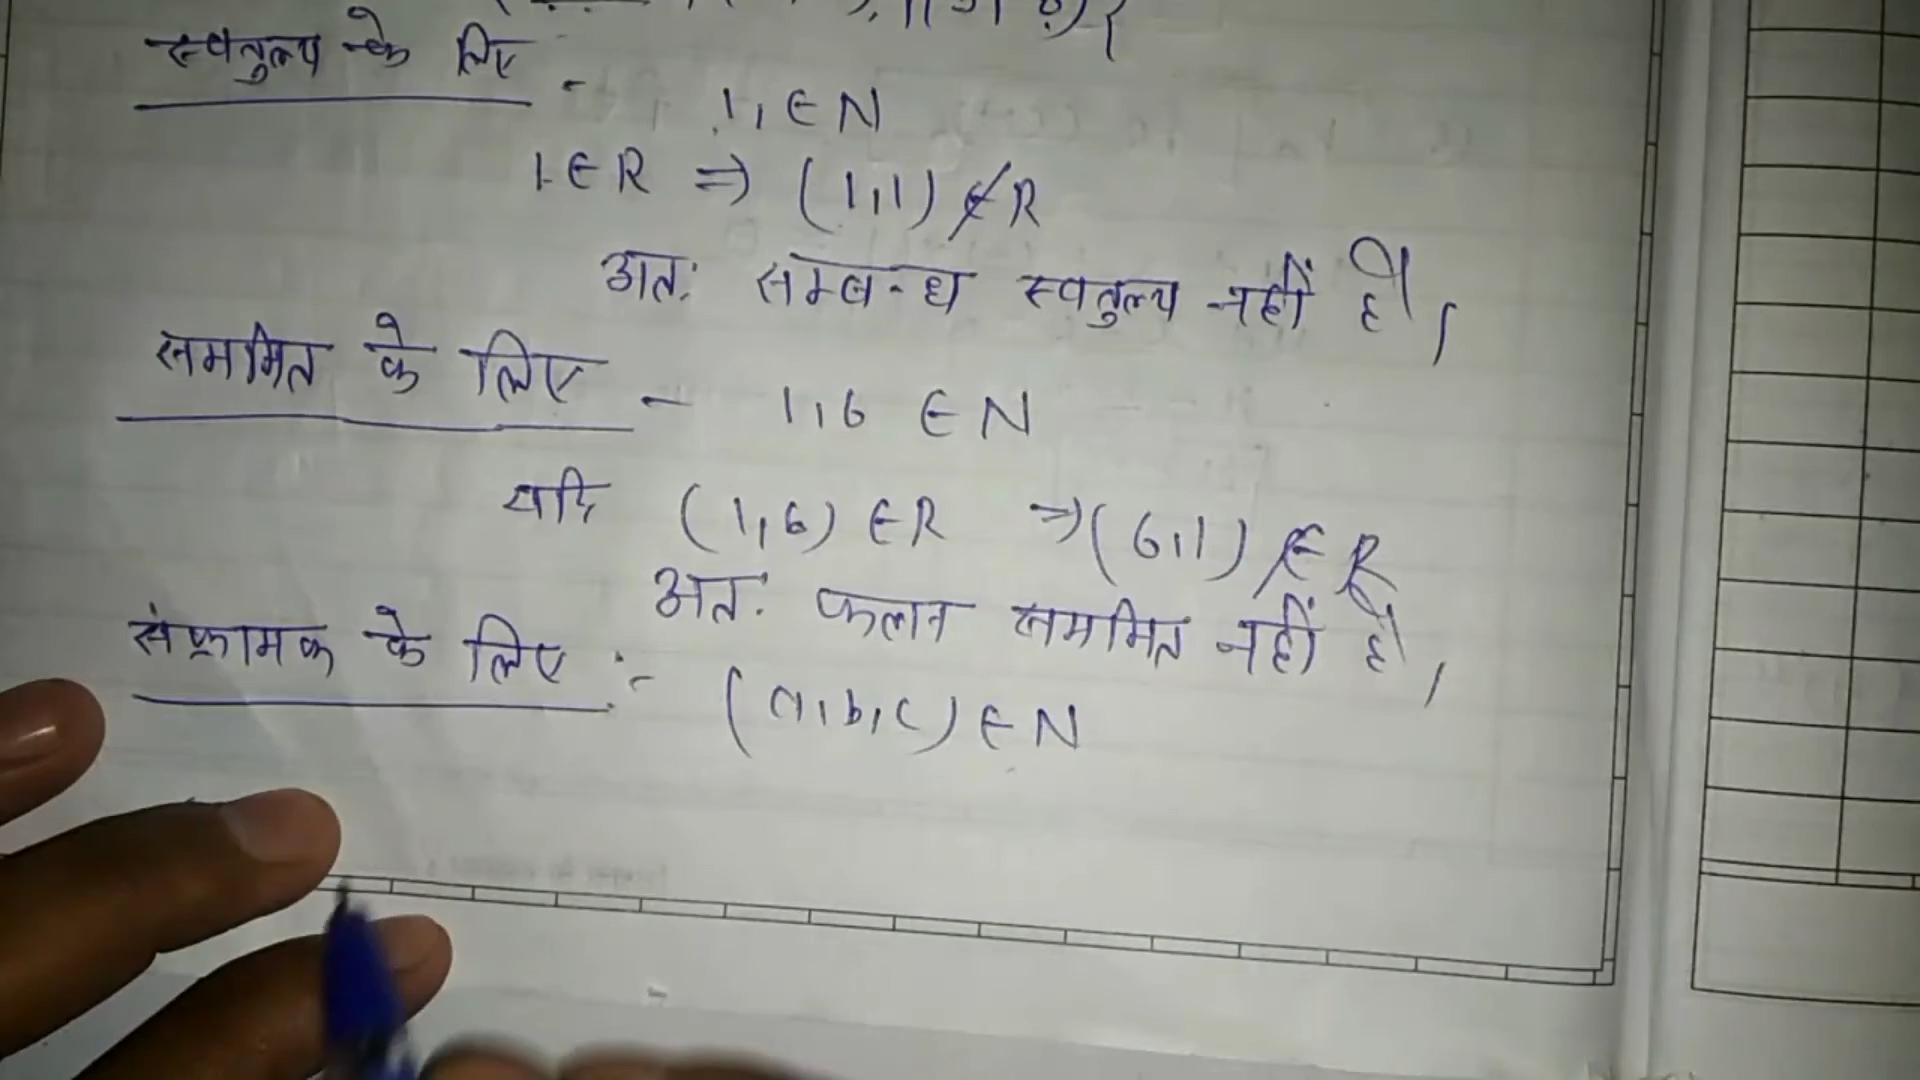 स्वतुल्य के लिए :-
1, ∈ N
1 ∈ R ⇒ (1,1) ∉ R
अतः सम्बन्ध स्वतुल्य नहीं है,
सममित के लिए - 1,6 ∈ N
यदि (1,6) ∈ R ⇒ (6,1) ∉ R
अतः फलन सममित नहीं है,
संक्रामक के लिए :- (a,b,c) ∈ N